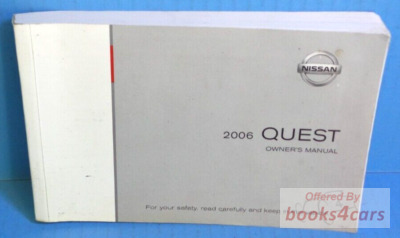 NISSAN
2006 QUEST
OWNER'S MANUAL
For your safety, read carefully and keep
Offered By
books4cars